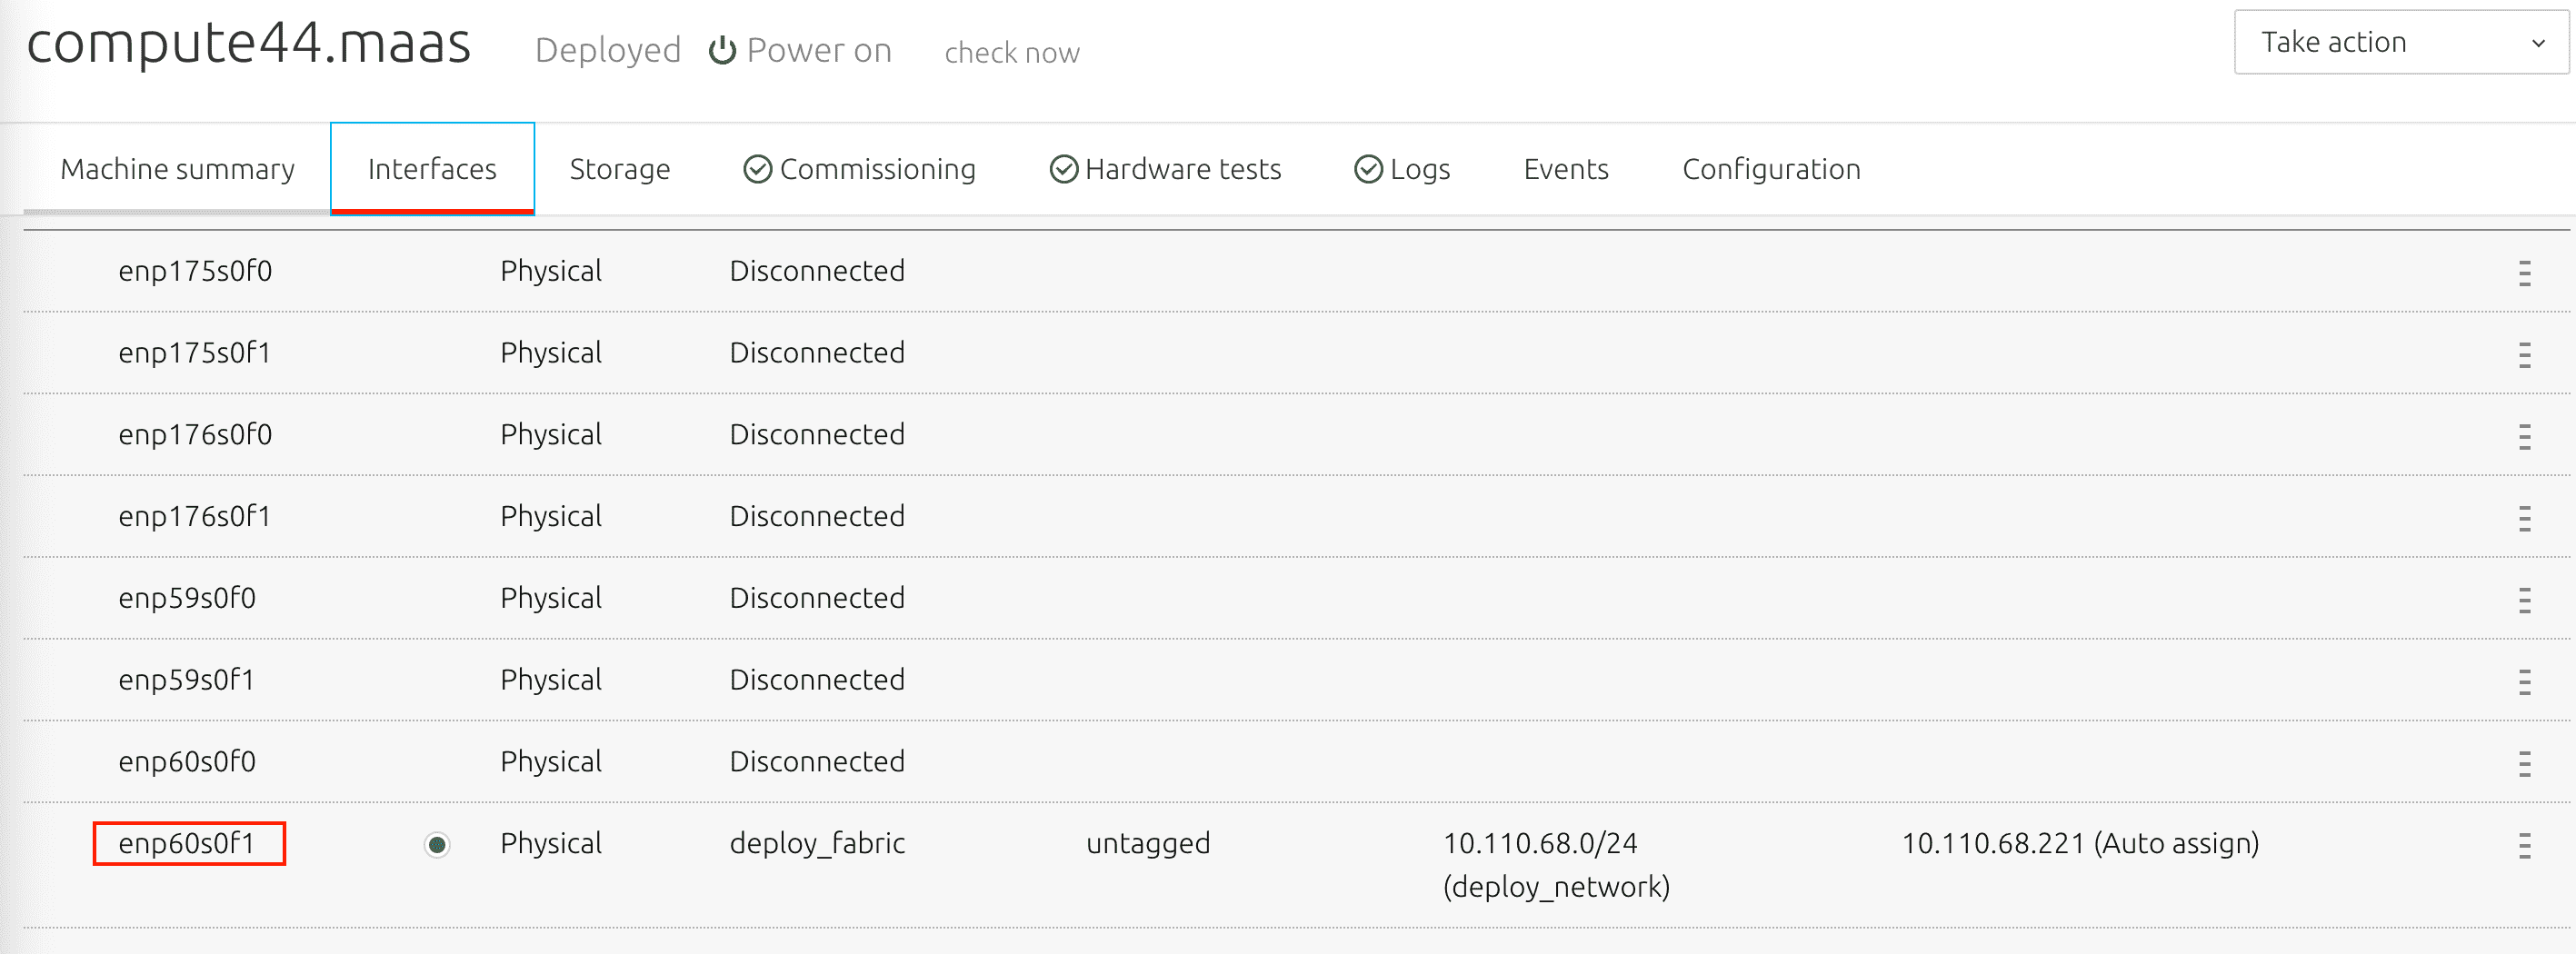 compute44.maas Deployed Power on check now Take action
Machine summary Interfaces Storage Commissioning Hardware tests Logs Events Configuration
enp175s0f0 Physical Disconnected
enp175s0f1 Physical Disconnected
enp176s0f0 Physical Disconnected
enp176s0f1 Physical Disconnected
enp59s0f0 Physical Disconnected
enp59s0f1 Physical Disconnected
enp60s0f0 Physical Disconnected
enp60s0f1 Physical deploy_fabric untagged 10.110.68.0/24 10.110.68.221 (Auto assign)
(deploy_network)